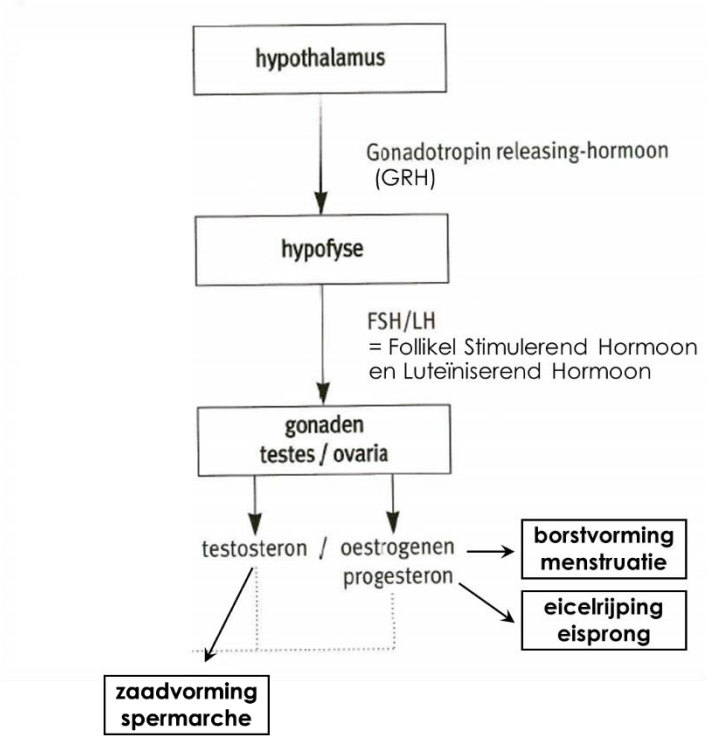 hypothalamus
Gonadotropin releasing-hormoon
(GRH)
hypofyse
FSH/LH
= Follikel Stimulerend Hormoon
en Luteïniserend Hormoon
gonaden
testes / ovaria
testosteron / oestrogenen
progesteron
borstvorming
menstruatie
eicelrijping
eisprong
zaadvorming
spermarche